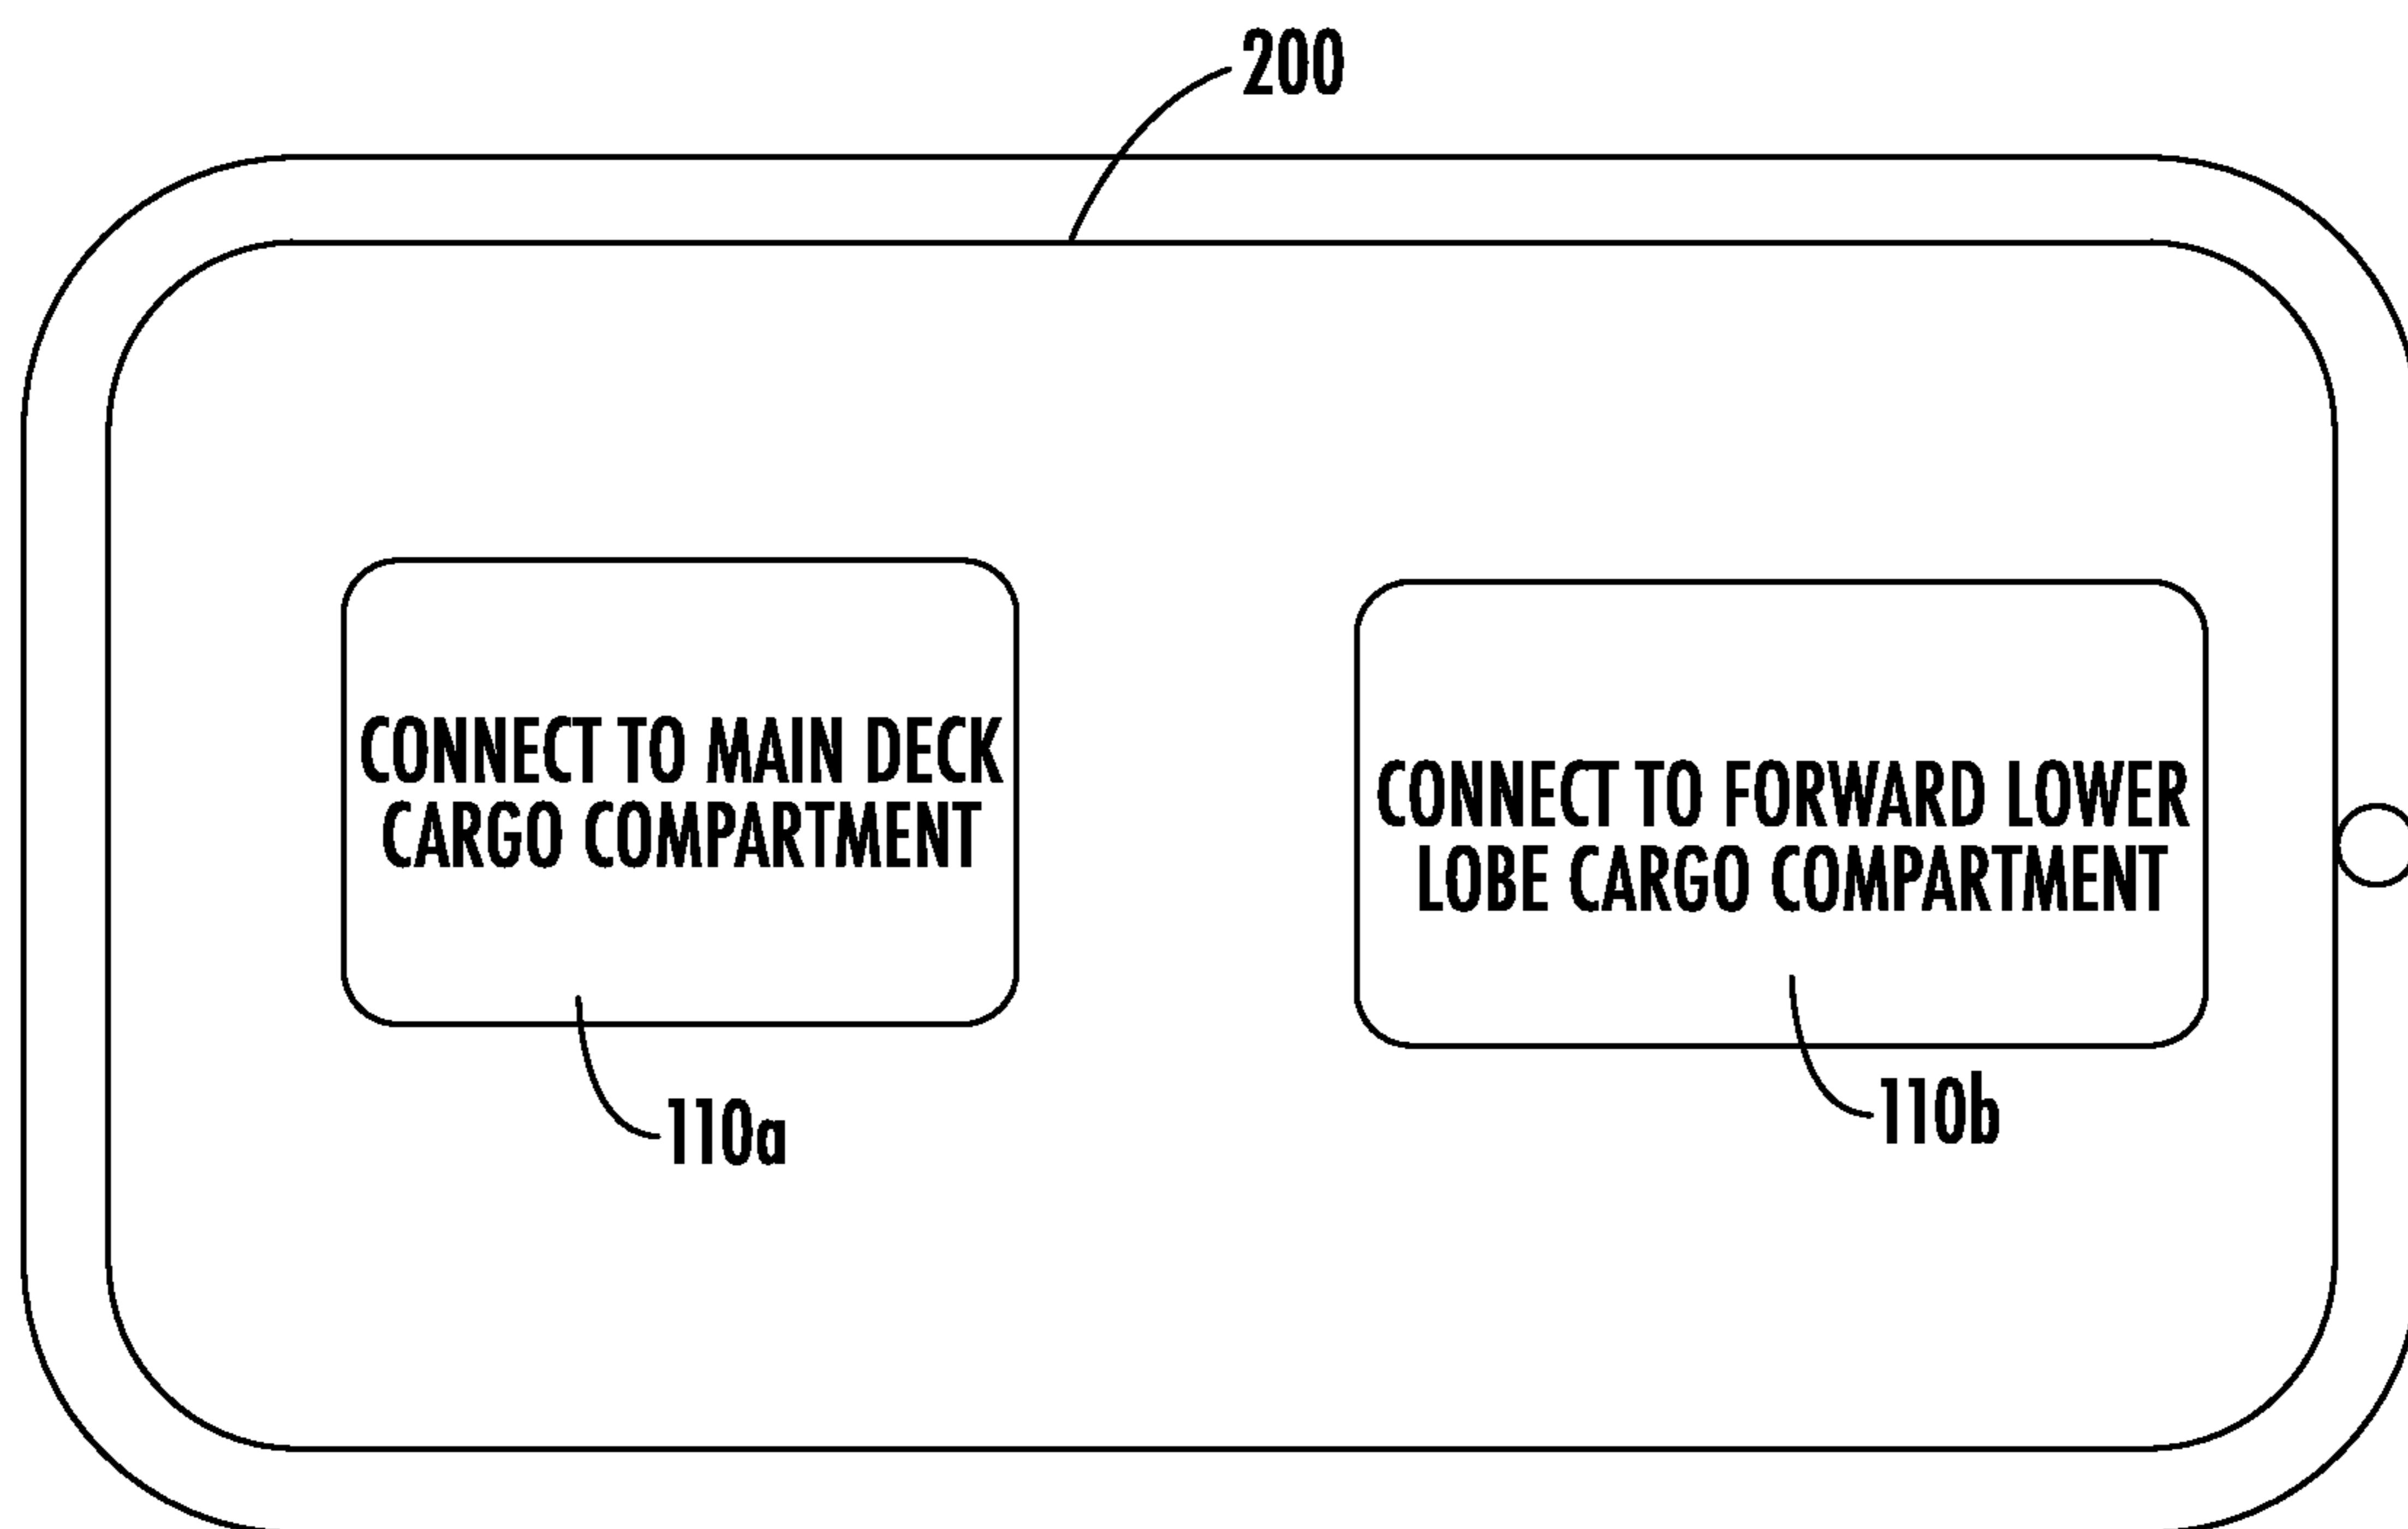 200
CONNECT TO MAIN DECK
CARGO COMPARTMENT
110a
CONNECT TO FORWARD LOWER
LOBE CARGO COMPARTMENT
110b